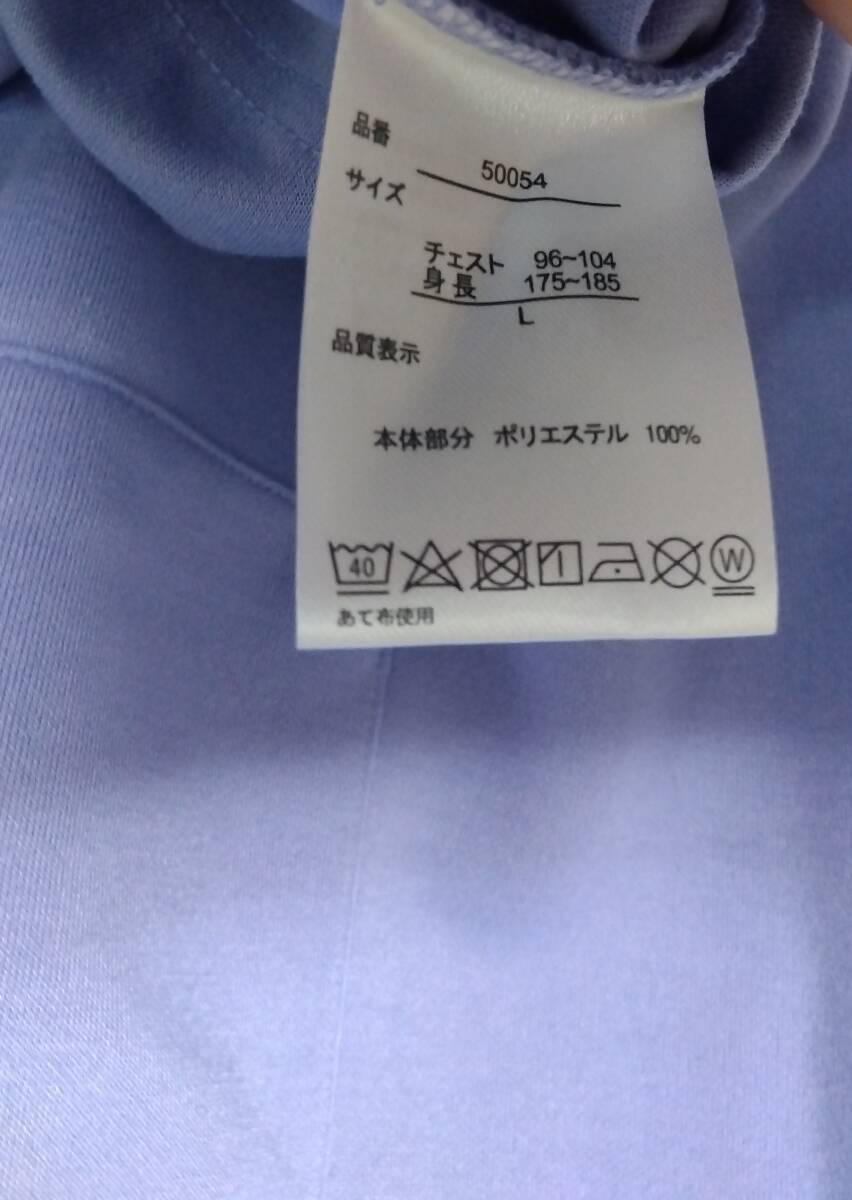 品番
50054
サイズ
チェスト 96~104
身長 175~185
L
品質表示
本体部分 ポリエステル 100%
40 W
あて布使用